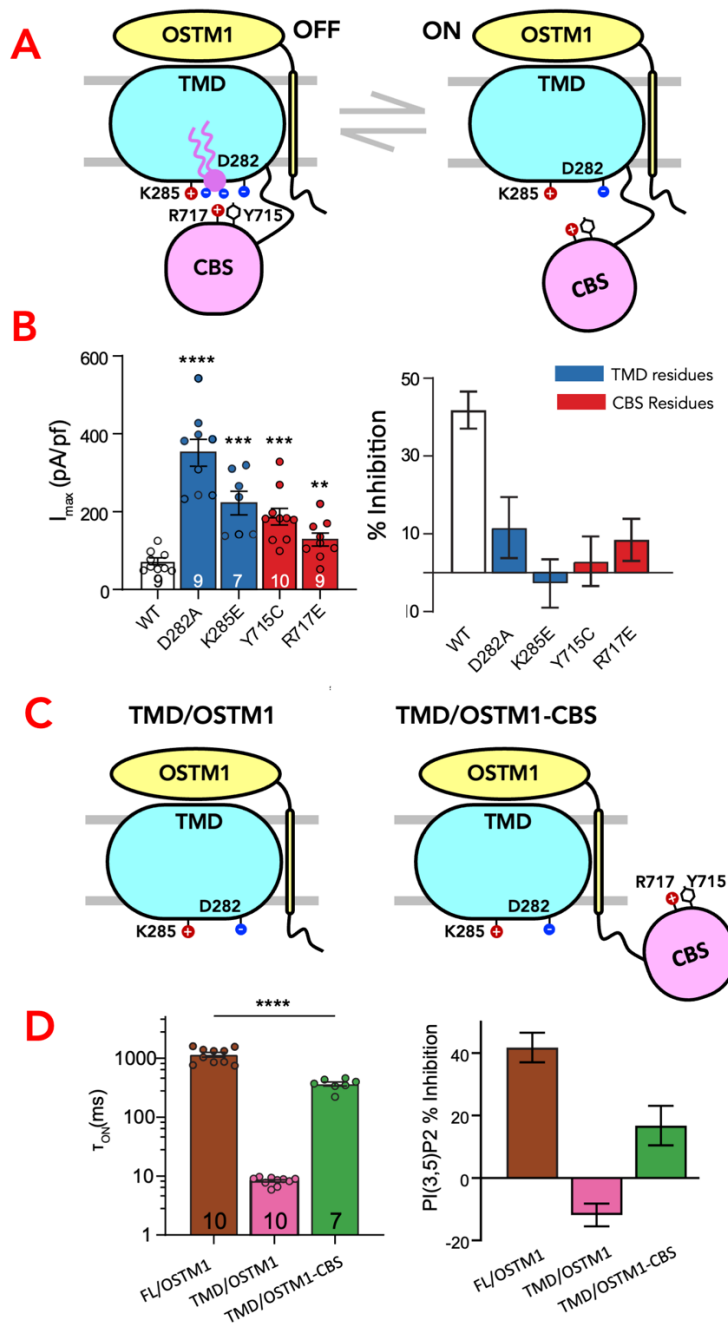 A
OSTM1
OFF
ON
OSTM1
TMD
TMD
D282
K285
+
-
-
-
R717
+
Y715
CBS
D282
K285
+
-
+
CBS
B
600
400
200
0
I max (pA/pf)
****
***
***
**
9
9
7
10
9
WT
D282A
K285E
Y715C
R717E
TMD residues
CBS Residues
50
30
10
10
% Inhibition
WT
D282A
K285E
Y715C
R717E
C
TMD/OSTM1
TMD/OSTM1-CBS
OSTM1
OSTM1
TMD
TMD
D282
K285
+
-
D282
K285
+
-
R717
Y715
+
CBS
D
****
1000
100
10
1
τON(ms)
10
10
7
FL/OSTM1
TMD/OSTM1
TMD/OSTM1-CBS
40
20
0
-20
PI(3,5)P2 % Inhibition
FL/OSTM1
TMD/OSTM1
TMD/OSTM1-CBS